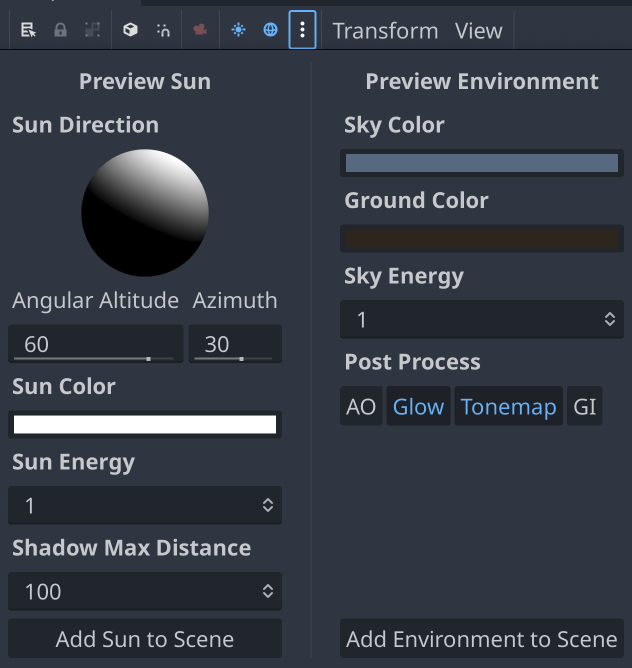 Transform View
Preview Sun
Sun Direction
Angular Altitude Azimuth
60 30
Sun Color
Sun Energy
1
Shadow Max Distance
100
Add Sun to Scene
Preview Environment
Sky Color
Ground Color
Sky Energy
1
Post Process
AO Glow Tonemap GI
Add Environment to Scene